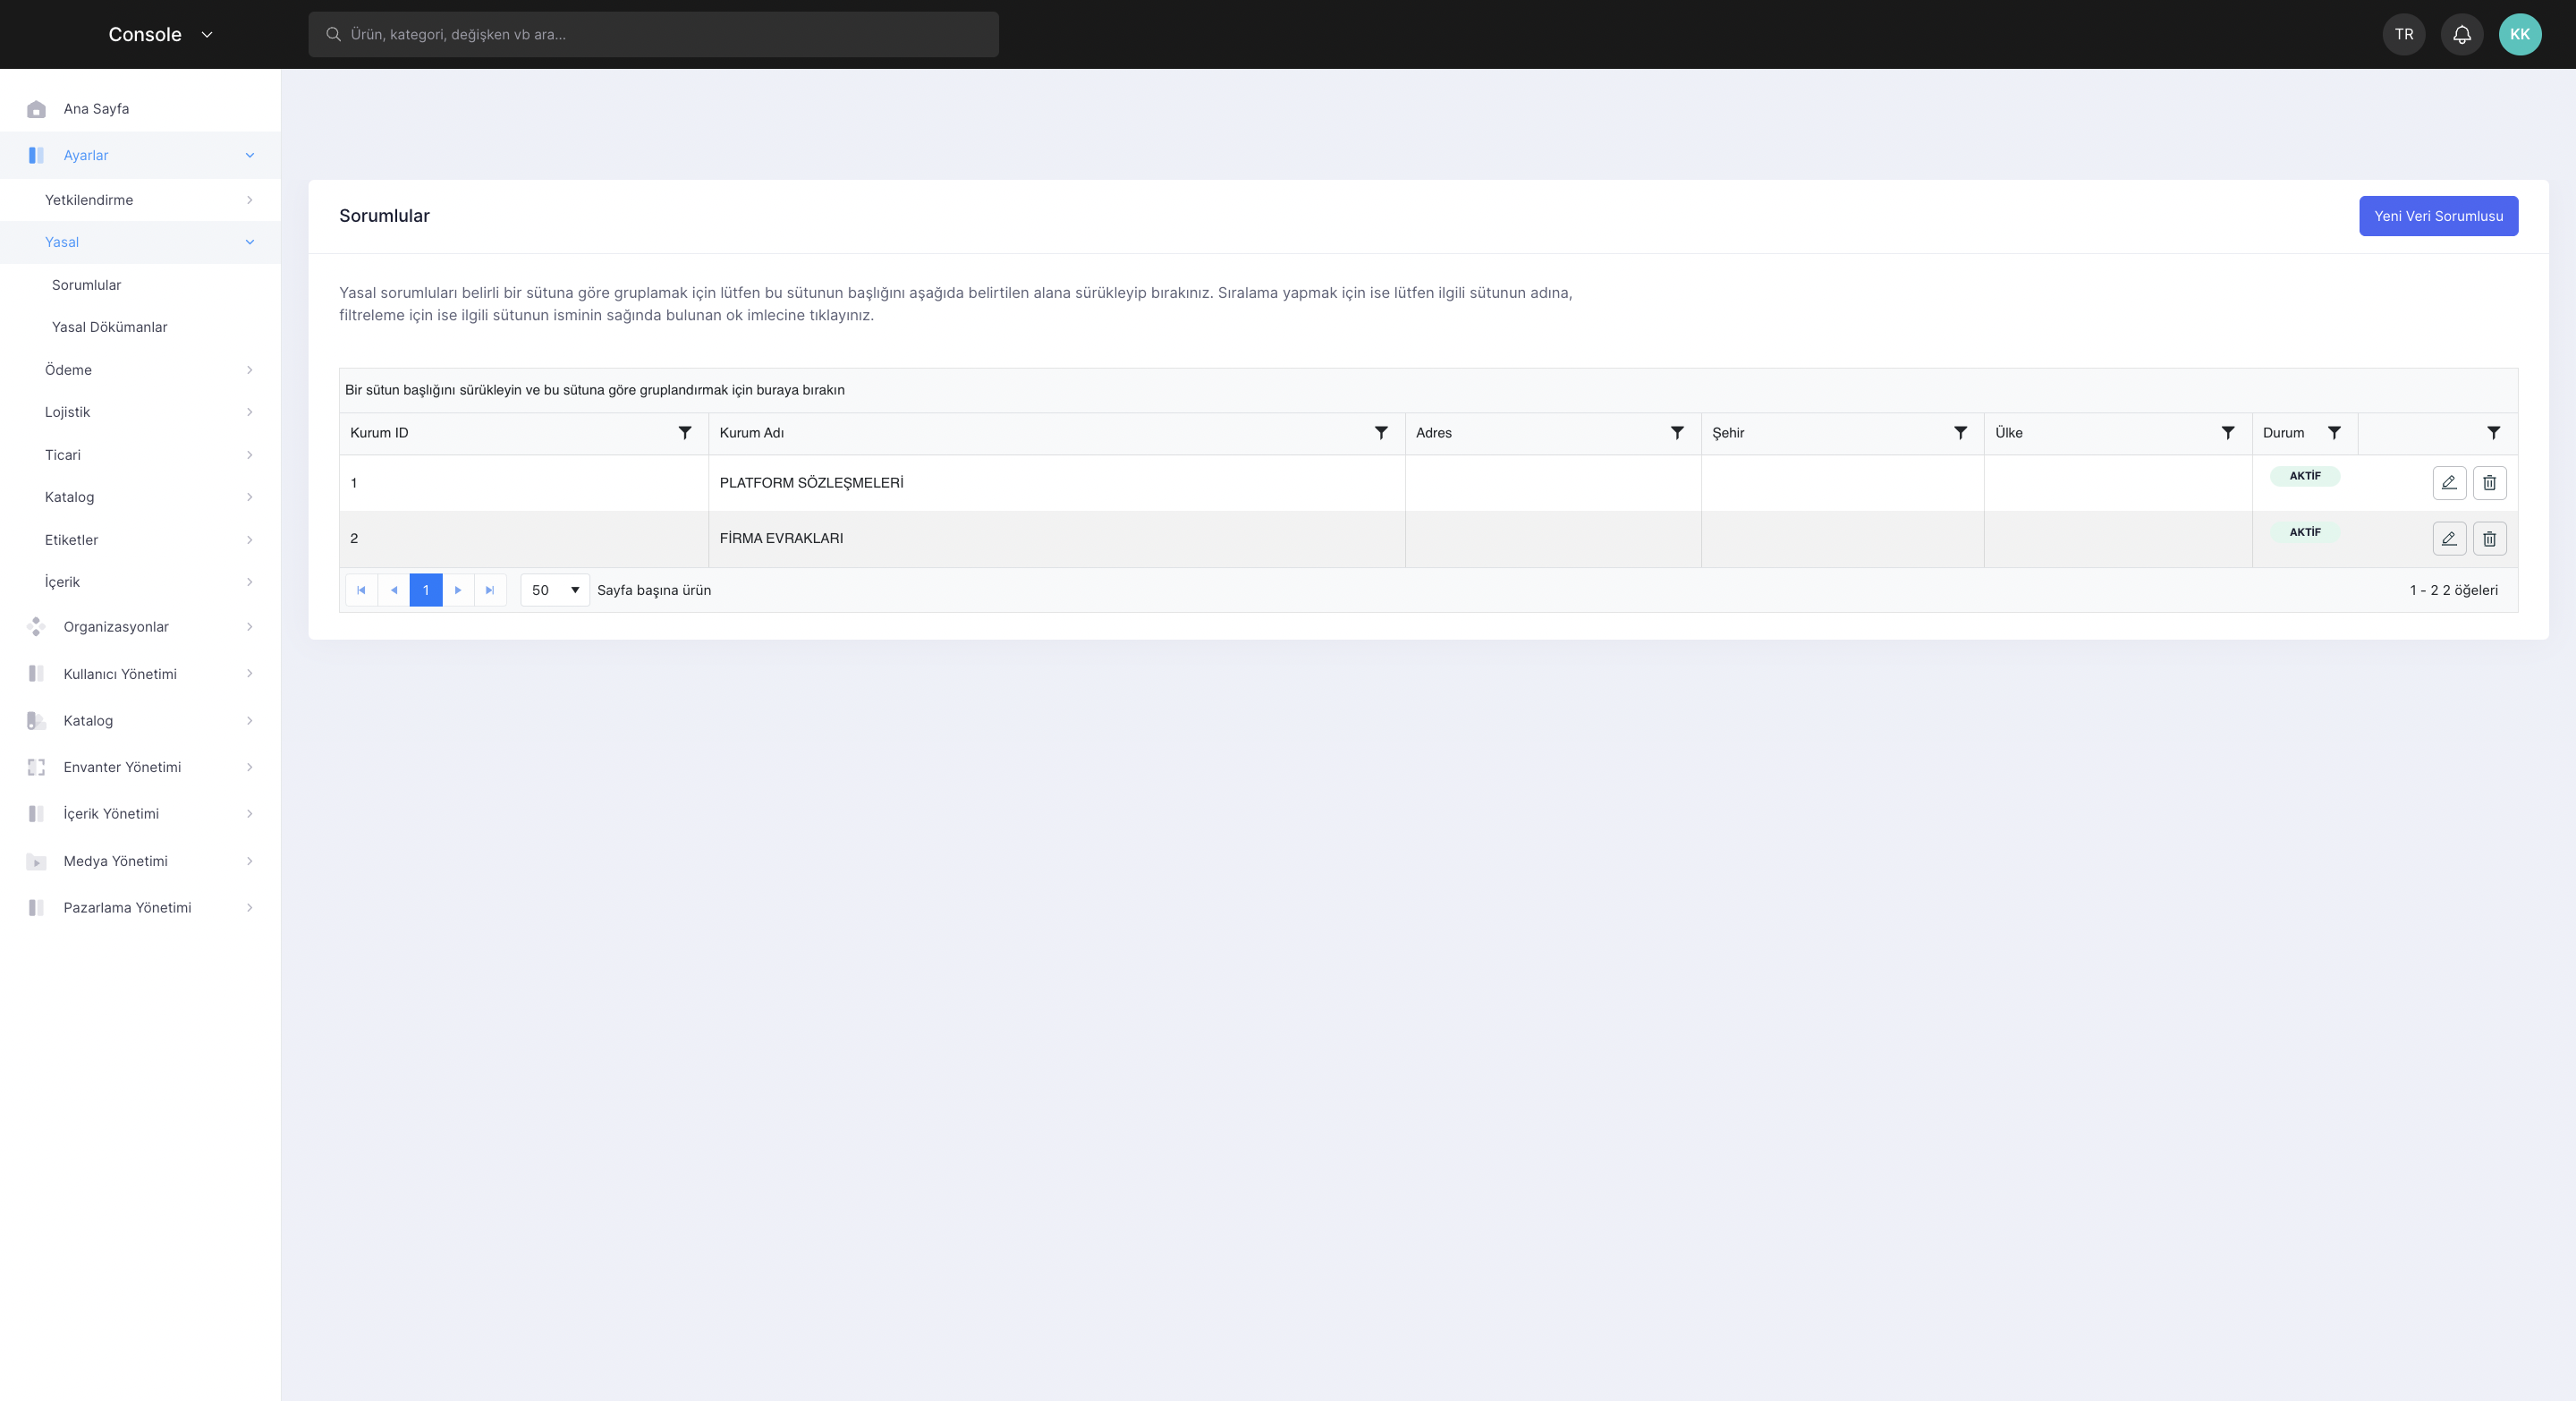 Console
Ürün, kategori, değişken vb ara...
TR
KK
Ana Sayfa
Ayarlar
Yetkilendirme
Yasal
Sorumlular
Yasal Dökümanlar
Ödeme
Lojistik
Ticari
Katalog
Etiketler
İçerik
Organizasyonlar
Kullanıcı Yönetimi
Katalog
Envanter Yönetimi
İçerik Yönetimi
Medya Yönetimi
Pazarlama Yönetimi
Sorumlular
Yeni Veri Sorumlusu
Yasal sorumluları belirli bir sütuna göre gruplamak için lütfen bu sütunun başlığını aşağıda belirtilen alana sürükleyip bırakınız. Sıralama yapmak için ise lütfen ilgili sütunun adına,
filtreleme için ise ilgili sütunun isminin sağında bulunan ok imlecine tıklayınız.
Bir sütun başlığını sürükleyin ve bu sütuna göre gruplandırmak için buraya bırakın
Kurum ID Kurum Adı Adres Şehir Ülke Durum
1 PLATFORM SÖZLEŞMELERİ AKTİF
2 FİRMA EVRAKLARI AKTİF
1 50 Sayfa başına ürün 1 - 2 2 öğeleri